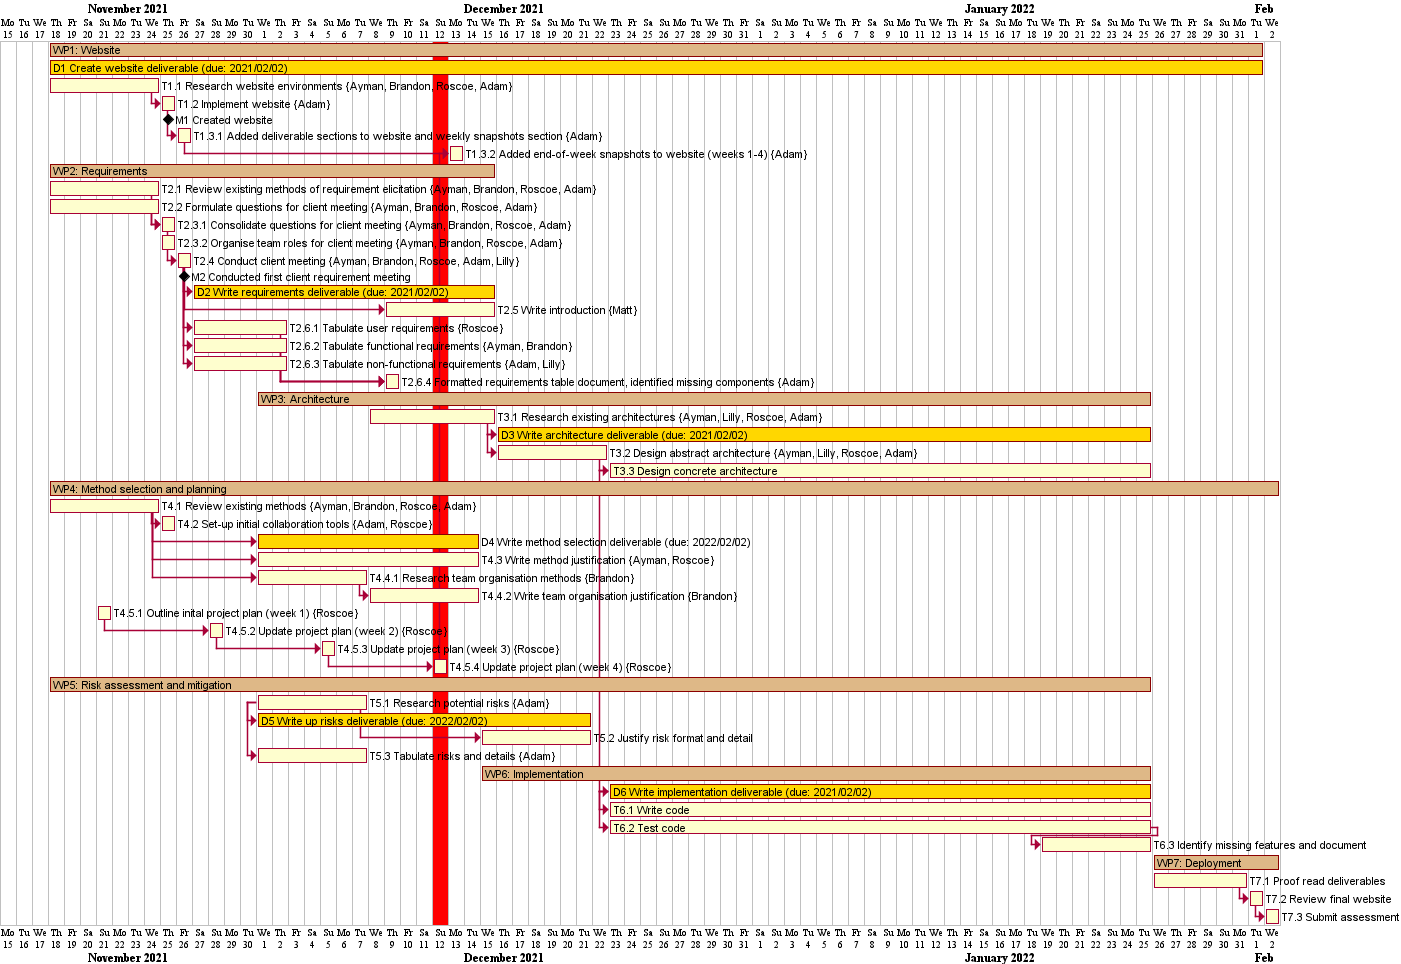 November 2021 December 2021 January 2022 Feb
Mo Tu We Th Fr Sa Su Mo Tu We Th Fr Sa Su Mo Tu We Th Fr Sa Su Mo Tu We Th Fr Sa Su Mo Tu We Th Fr Sa Su Mo Tu We Th Fr Sa Su Mo Tu We Th Fr Sa Su Mo Tu We Th Fr Sa Su Mo Tu We Th Fr Sa Su Mo Tu We Th Fr Sa Su Mo Tu We Th Fr Sa Su Mo Tu We
15 16 17 18 19 20 21 22 23 24 25 26 27 28 29 30 1 2 3 4 5 6 7 8 9 10 11 12 13 14 15 16 17 18 19 20 21 22 23 24 25 26 27 28 29 30 31 1 2 3 4 5 6 7 8 9 10 11 12 13 14 15 16 17 18 19 20 21 22 23 24 25 26 27 28 29 30 31 1 2
WP1: Website
D1 Create website deliverable (due: 2021/02/02)
T1.1 Research website environments {Ayman, Brandon, Roscoe, Adam}
T1.2 Implement website {Adam}
M1 Created website
T1.3.1 Added deliverable sections to website and weekly snapshots section {Adam}
T1.3.2 Added end-of-week snapshots to website (weeks 1-4) {Adam}
WP2: Requirements
T2.1 Review existing methods of requirement elicitation {Ayman, Brandon, Roscoe, Adam}
T2.2 Formulate questions for client meeting {Ayman, Brandon, Roscoe, Adam}
T2.3.1 Consolidate questions for client meeting {Ayman, Brandon, Roscoe, Adam}
T2.3.2 Organise team roles for client meeting {Ayman, Brandon, Roscoe, Adam}
T2.4 Conduct client meeting {Ayman, Brandon, Roscoe, Adam, Lilly}
M2 Conducted first client requirement meeting
D2 Write requirements deliverable (due: 2021/02/02)
T2.5 Write introduction {Matt}
T2.6.1 Tabulate user requirements {Roscoe}
T2.6.2 Tabulate functional requirements {Ayman, Brandon}
T2.6.3 Tabulate non-functional requirements {Adam, Lilly}
T2.6.4 Formatted requirements table document, identified missing components {Adam}
WP3: Architecture
T3.1 Research existing architectures {Ayman, Lilly, Roscoe, Adam}
D3 Write architecture deliverable (due: 2021/02/02)
T3.2 Design abstract architecture {Ayman, Lilly, Roscoe, Adam}
T3.3 Design concrete architecture
WP4: Method selection and planning
T4.1 Review existing methods {Ayman, Brandon, Roscoe, Adam}
T4.2 Set-up initial collaboration tools {Adam, Roscoe}
D4 Write method selection deliverable (due: 2022/02/02)
T4.3 Write method justification {Ayman, Roscoe}
T4.4.1 Research team organisation methods {Brandon}
T4.4.2 Write team organisation justification {Brandon}
T4.5.1 Outline inital project plan (week 1) {Roscoe}
T4.5.2 Update project plan (week 2) {Roscoe}
T4.5.3 Update project plan (week 3) {Roscoe}
T4.5.4 Update project plan (week 4) {Roscoe}
WP5: Risk assessment and mitigation
T5.1 Research potential risks {Adam}
D5 Write up risks deliverable (due: 2022/02/02)
T5.2 Justify risk format and detail
T5.3 Tabulate risks and details {Adam}
WP6: Implementation
D6 Write implementation deliverable (due: 2021/02/02)
T6.1 Write code
T6.2 Test code
T6.3 Identify missing features and document
WP7: Deployment
T7.1 Proof read deliverables
T7.2 Review final website
T7.3 Submit assessment
Mo Tu We Th Fr Sa Su Mo Tu We Th Fr Sa Su Mo Tu We Th Fr Sa Su Mo Tu We Th Fr Sa Su Mo Tu We Th Fr Sa Su Mo Tu We Th Fr Sa Su Mo Tu We Th Fr Sa Su Mo Tu We Th Fr Sa Su Mo Tu We Th Fr Sa Su Mo Tu We Th Fr Sa Su Mo Tu We Th Fr Sa Su Mo Tu We
15 16 17 18 19 20 21 22 23 24 25 26 27 28 29 30 1 2 3 4 5 6 7 8 9 10 11 12 13 14 15 16 17 18 19 20 21 22 23 24 25 26 27 28 29 30 31 1 2 3 4 5 6 7 8 9 10 11 12 13 14 15 16 17 18 19 20 21 22 23 24 25 26 27 28 29 30 31 1 2
November 2021 December 2021 January 2022 Feb